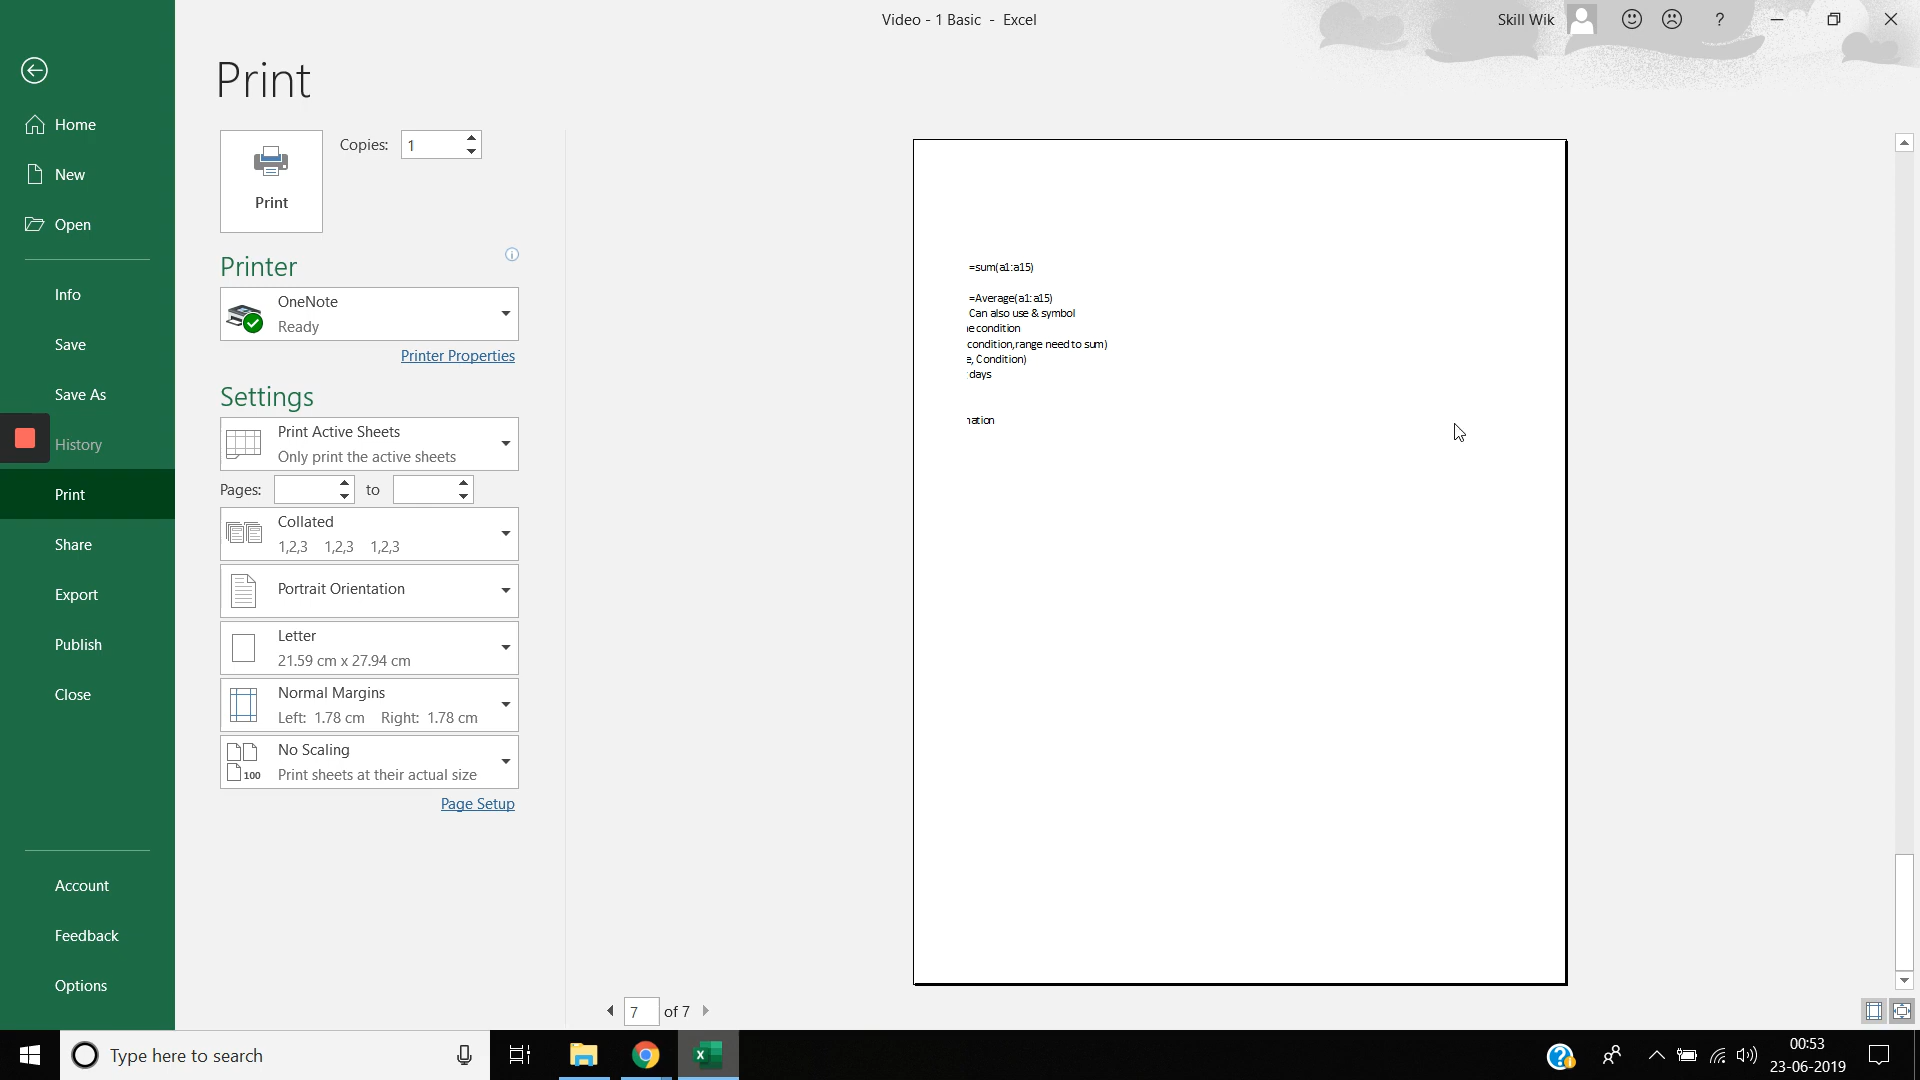 Video - 1 Basic - Excel
Skill Wik
?
Print
Home
New
Open
Info
Save
Save As
History
Print
Share
Export
Publish
Close
Account
Feedback
Options
Print
Copies: 1
Printer
OneNote
Ready
Printer Properties
Settings
Print Active Sheets
Only print the active sheets
Pages: to
Collated
1,2,3 1,2,3 1,2,3
Portrait Orientation
Letter
21.59 cm x 27.94 cm
Normal Margins
Left: 1.78 cm Right: 1.78 cm
No Scaling
100
Print sheets at their actual size
Page Setup
=sum(a1:a15)
=Average(a1:a15)
Can also use & symbol
e condition
condition,range need to sum)
e, Condition)
days
nation
7 of 7
Type here to search
00:53
23-06-2019